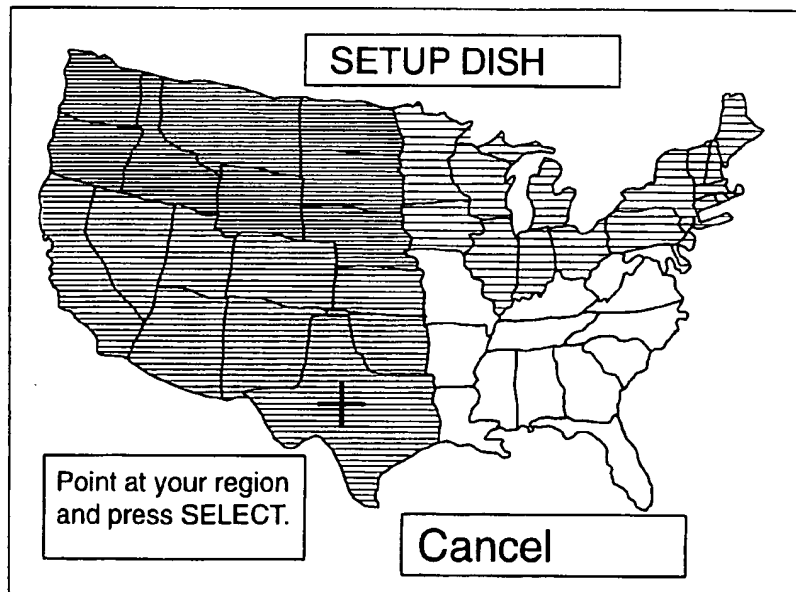 SETUP DISH
Point at your region
and press SELECT.
Cancel